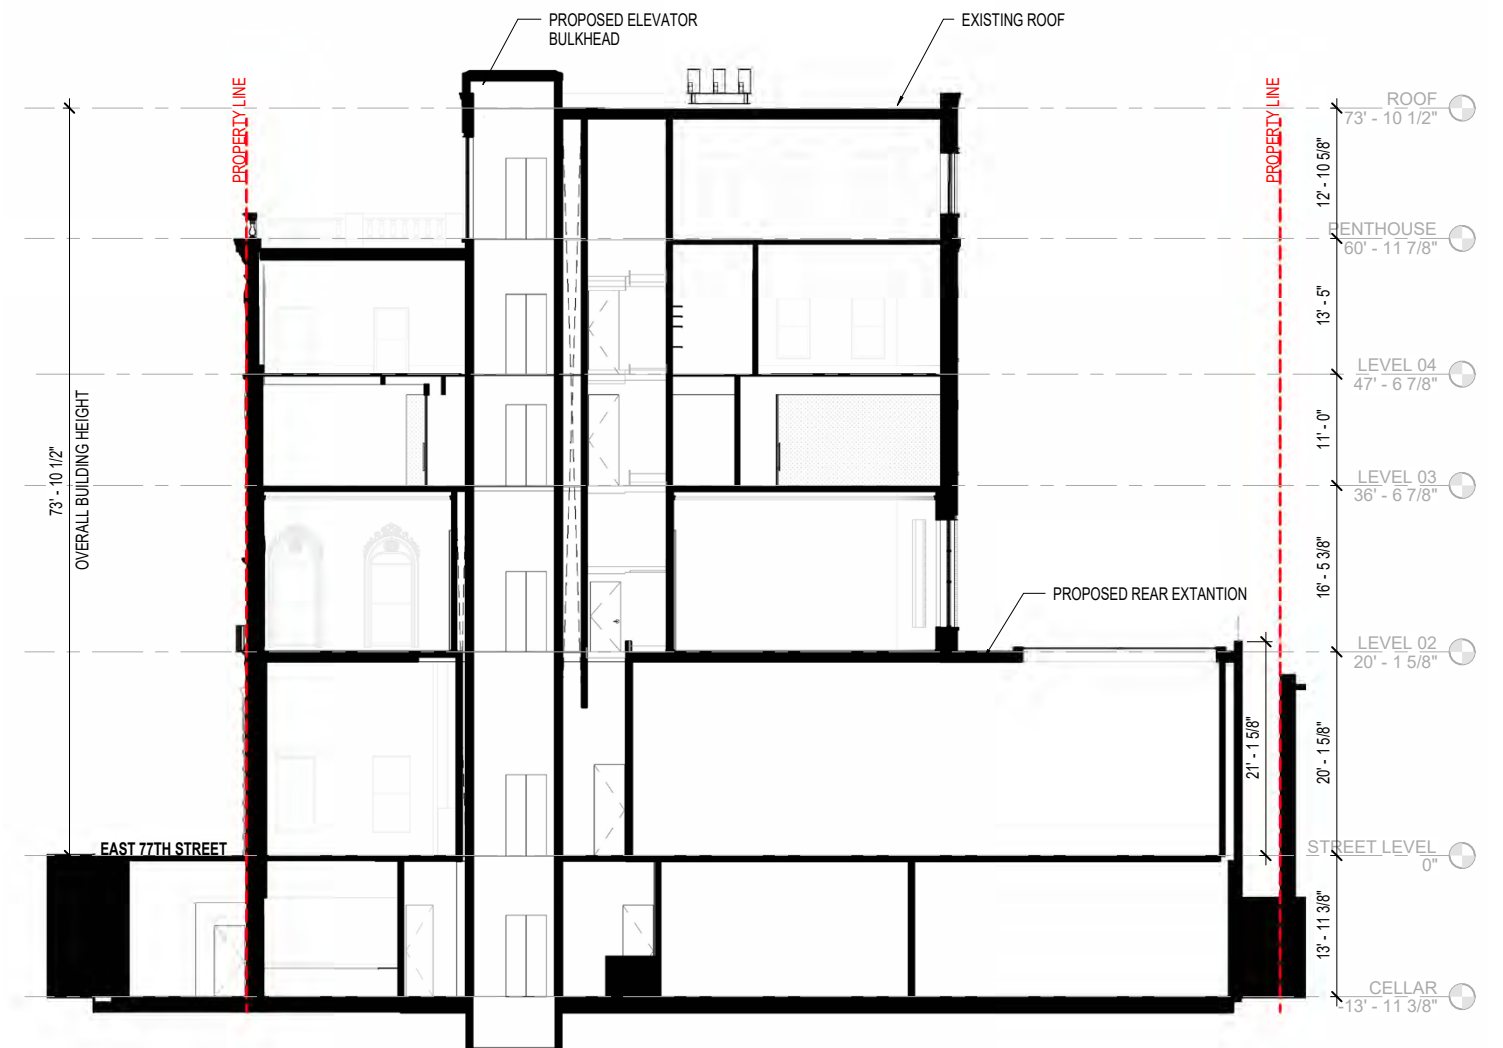 PROPOSED ELEVATOR
BULKHEAD
EXISTING ROOF
PROPERTY LINE
PROPERTY LINE
ROOF
73' - 10 1/2"
12' - 10 5/8"
PENTHOUSE
60' - 11 7/8"
13' - 5"
LEVEL 04
47' - 6 7/8"
11' - 0"
LEVEL 03
36' - 6 7/8"
73' - 10 1/2"
OVERALL BUILDING HEIGHT
16' - 5 3/8"
PROPOSED REAR EXTANTION
LEVEL 02
20' - 1 5/8"
21' - 1 5/8"
20' - 1 5/8"
EAST 77TH STREET
STREET LEVEL
0"
13' - 11 3/8"
CELLAR
-13' - 11 3/8"